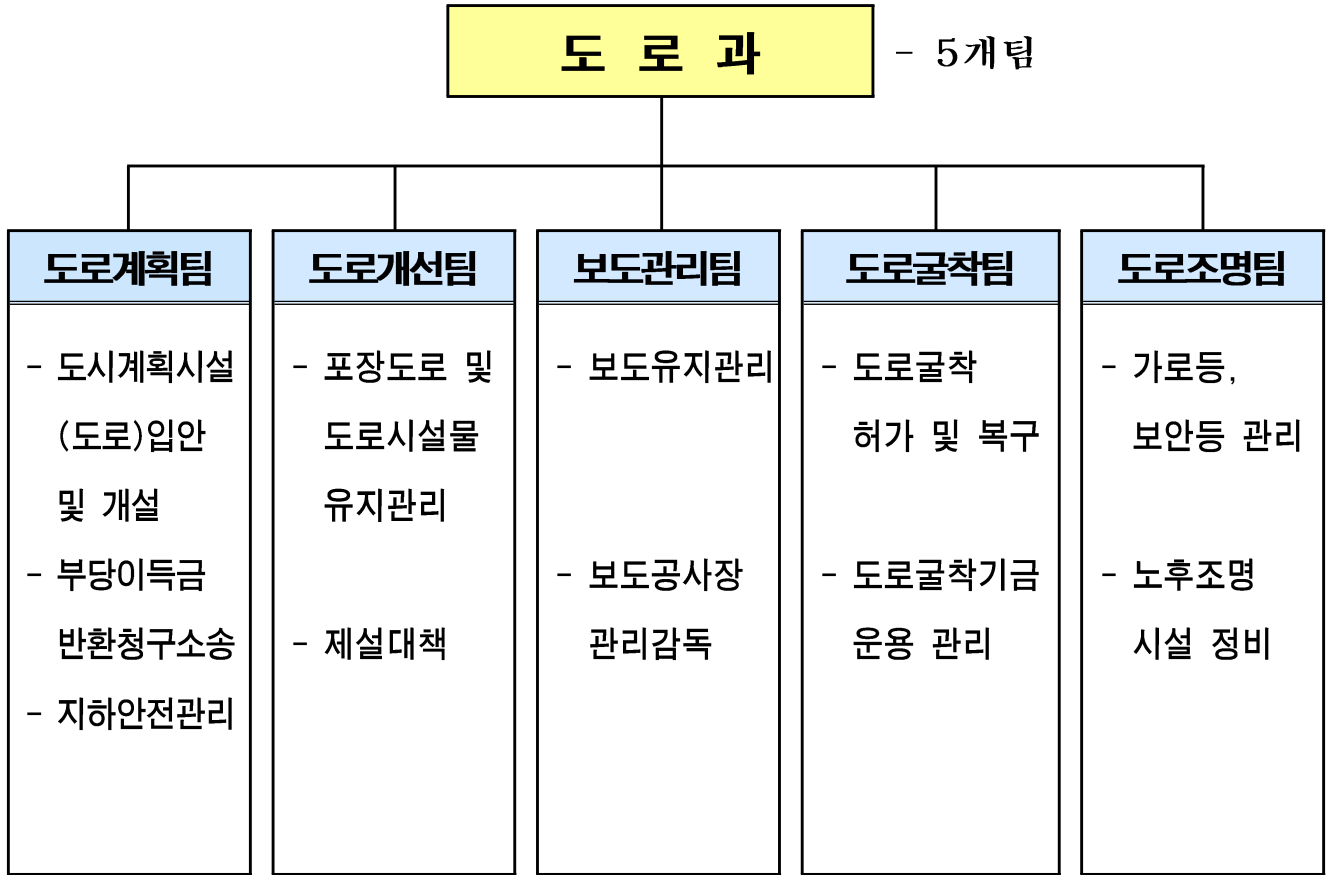 도 로 과
- 5개팀
도로계획팀
- 도시계획시설
(도로)입안
및 개설
- 부당이득금
반환청구소송
- 지하안전관리
도로개선팀
- 포장도로 및
도로시설물
유지관리
- 제설대책
보도관리팀
- 보도유지관리
- 보도공사장
관리감독
도로굴착팀
- 도로굴착
허가 및 복구
- 도로굴착기금
운용 관리
도로조명팀
- 가로등,
보안등 관리
- 노후조명
시설 정비